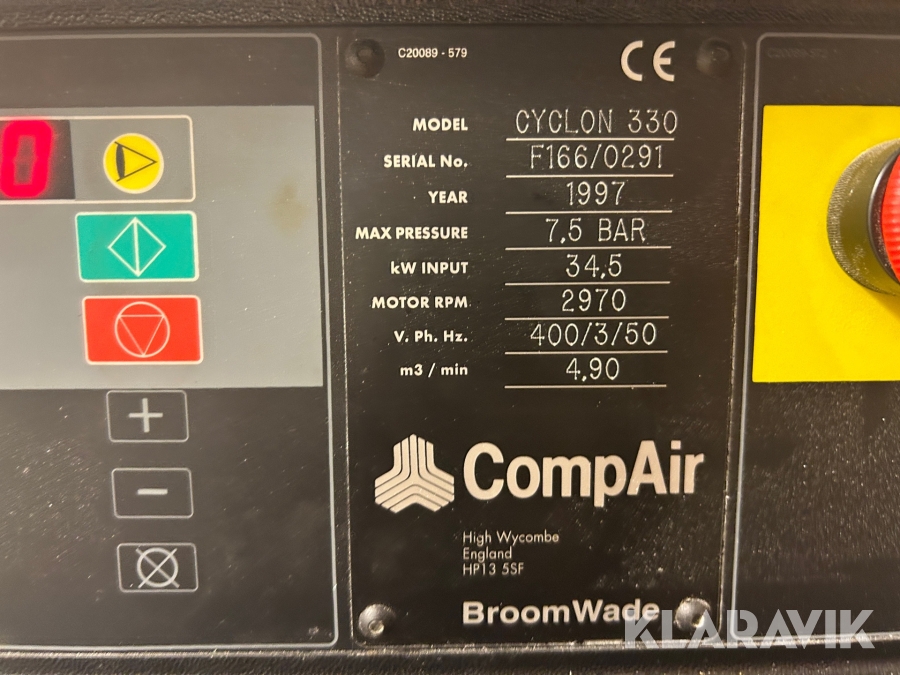 C20089 - 579
CE
MODEL CYCLON 330
SERIAL No. F166/0291
YEAR 1997
MAX PRESSURE 7,5 BAR
kW INPUT 34,5
MOTOR RPM 2970
V. Ph. Hz. 400/3/50
m3 / min 4,90
0
+
−
CompAir
High Wycombe
England
HP13 5SF
BroomWade
KLARAVIK